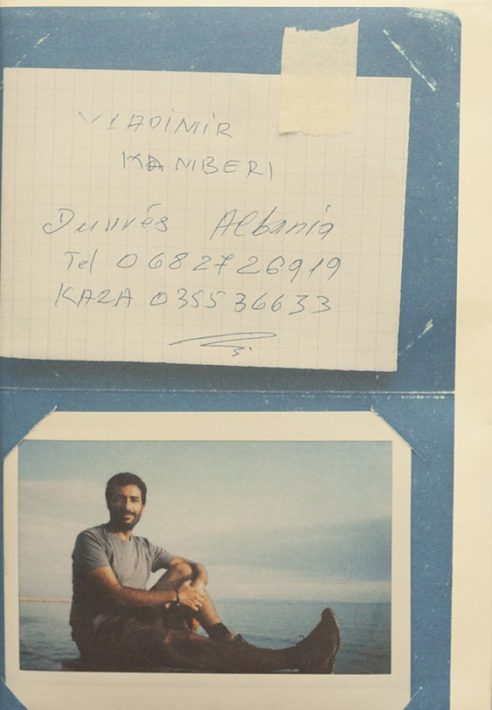 VLADIMIR
KAMBERI
Durrës Albania
Tel 0682726919
KAZA 035536633